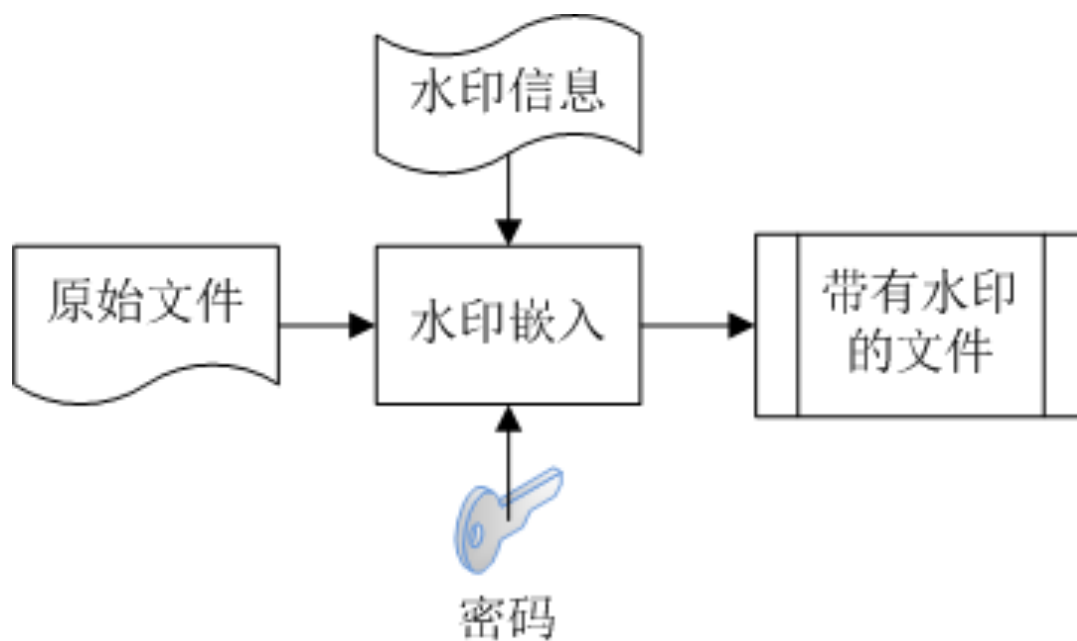 水印信息
原始文件
水印嵌入
带有水印
的文件
密码